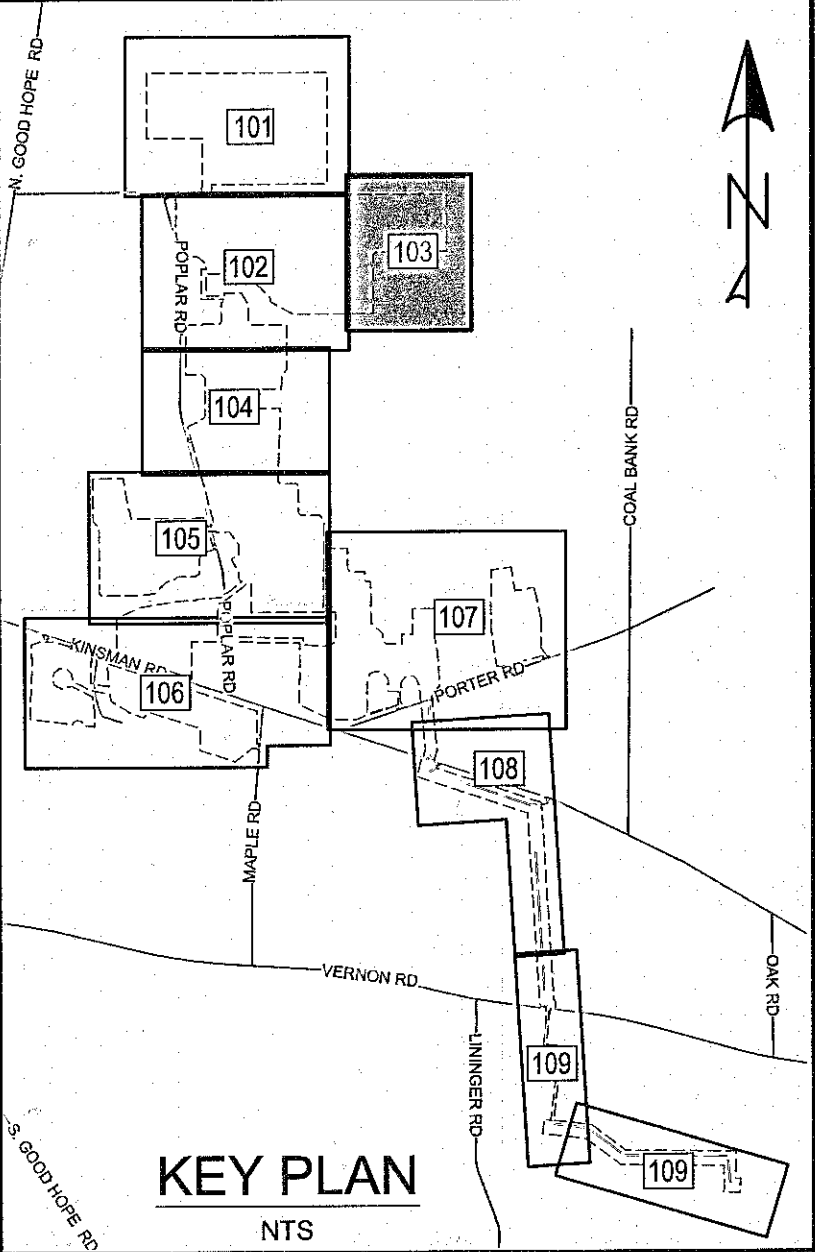 N. GOOD HOPE RD
101
N
102
103
POPLAR RD
104
COAL BANK RD
105
107
POPLAR RD
KINSMAN RD
106
PORTER RD
108
MAPLE RD
VERNON RD
OAK RD
LININGER RD
109
109
S. GOOD HOPE RD
KEY PLAN
NTS